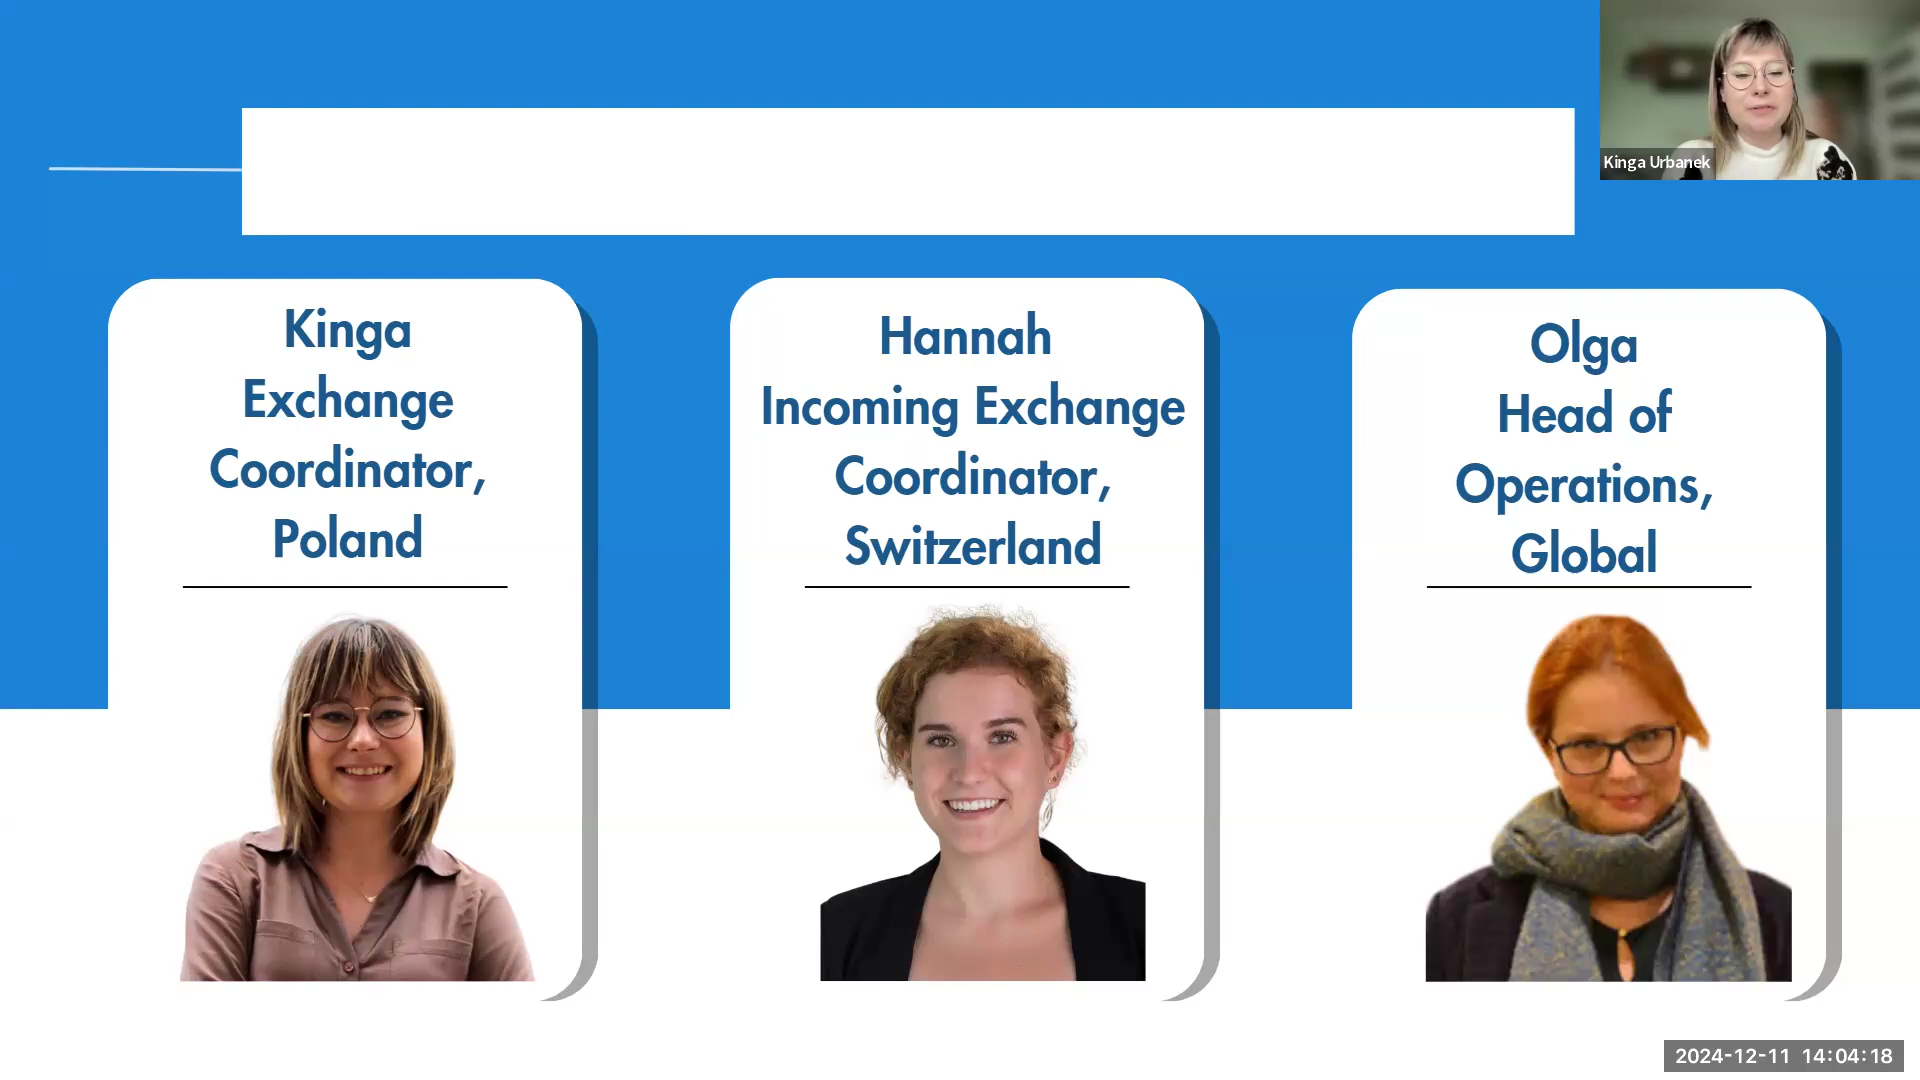 Kinga Urbanek
Kinga
Exchange
Coordinator,
Poland
Hannah
Incoming Exchange
Coordinator,
Switzerland
Olga
Head of
Operations,
Global
2024-12-11 14:04:18